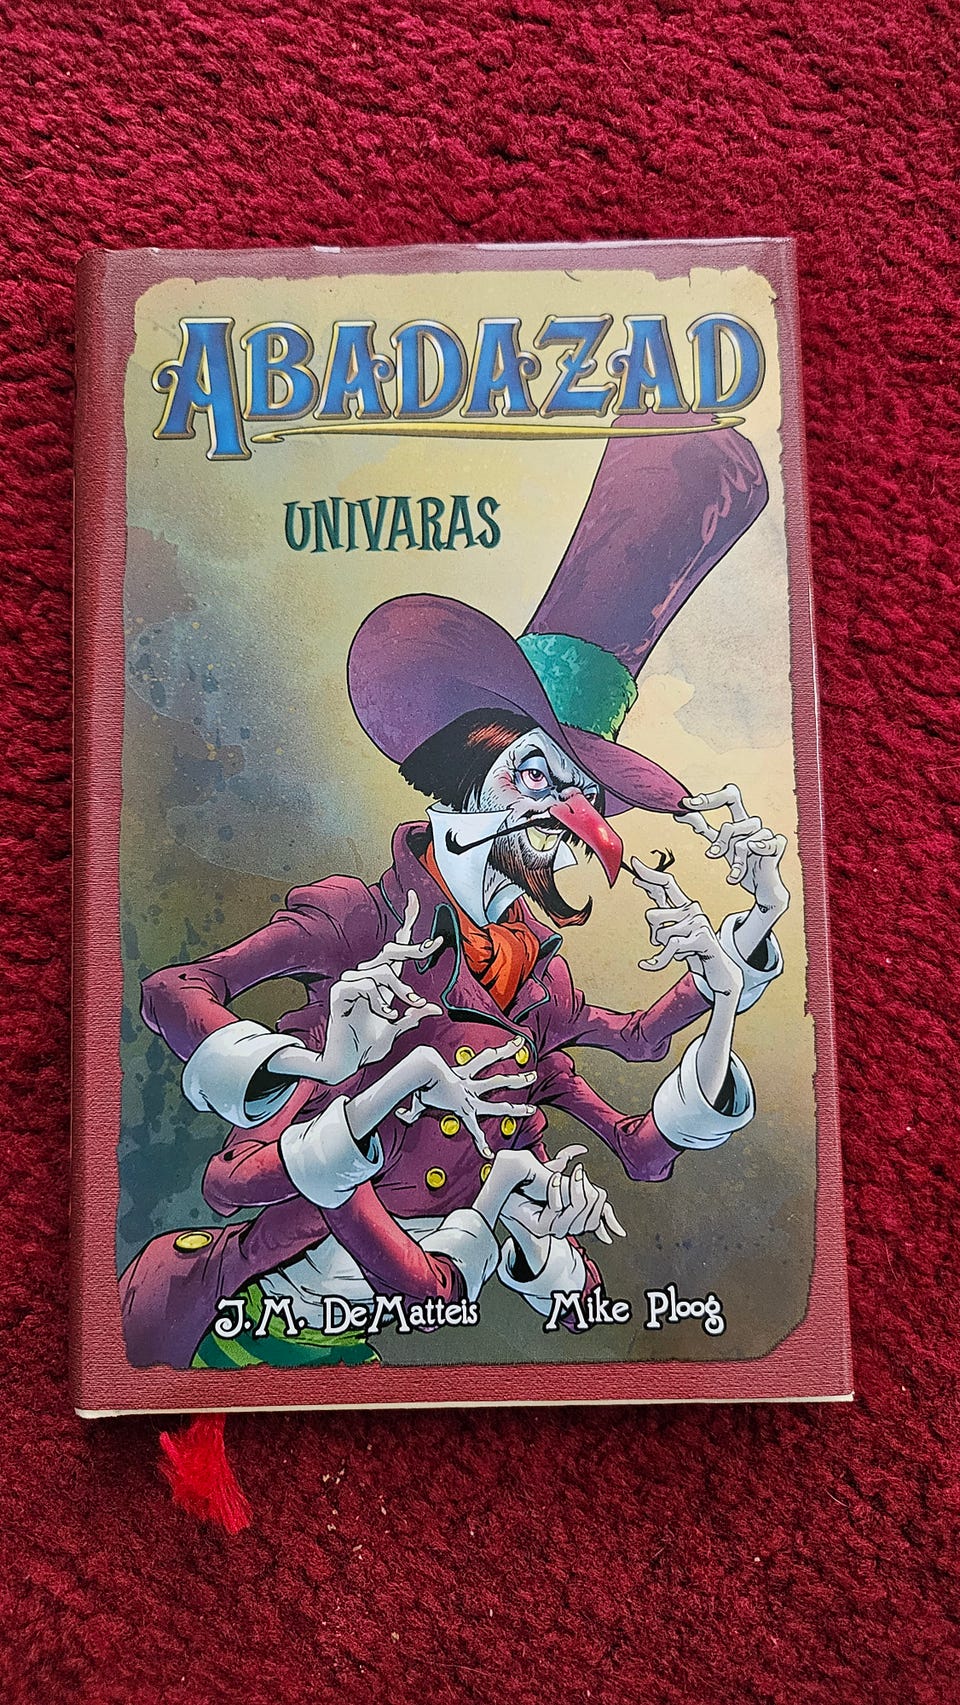 ABADAZAD
UNIVARAS
J. M. DeMatteis Mike Ploog